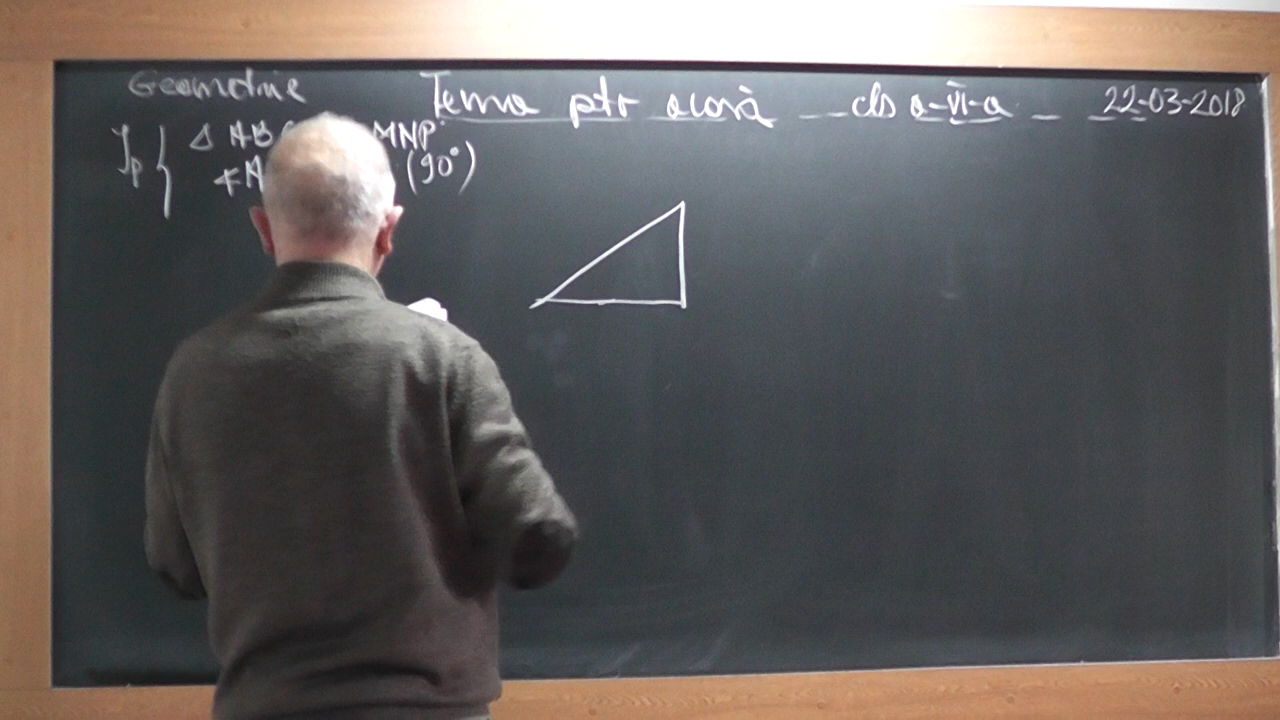 Geometrie Tema ptr acasă cls a-VI-a 22-03-2018
Ip { Δ ABC MNP
∢A (90°)